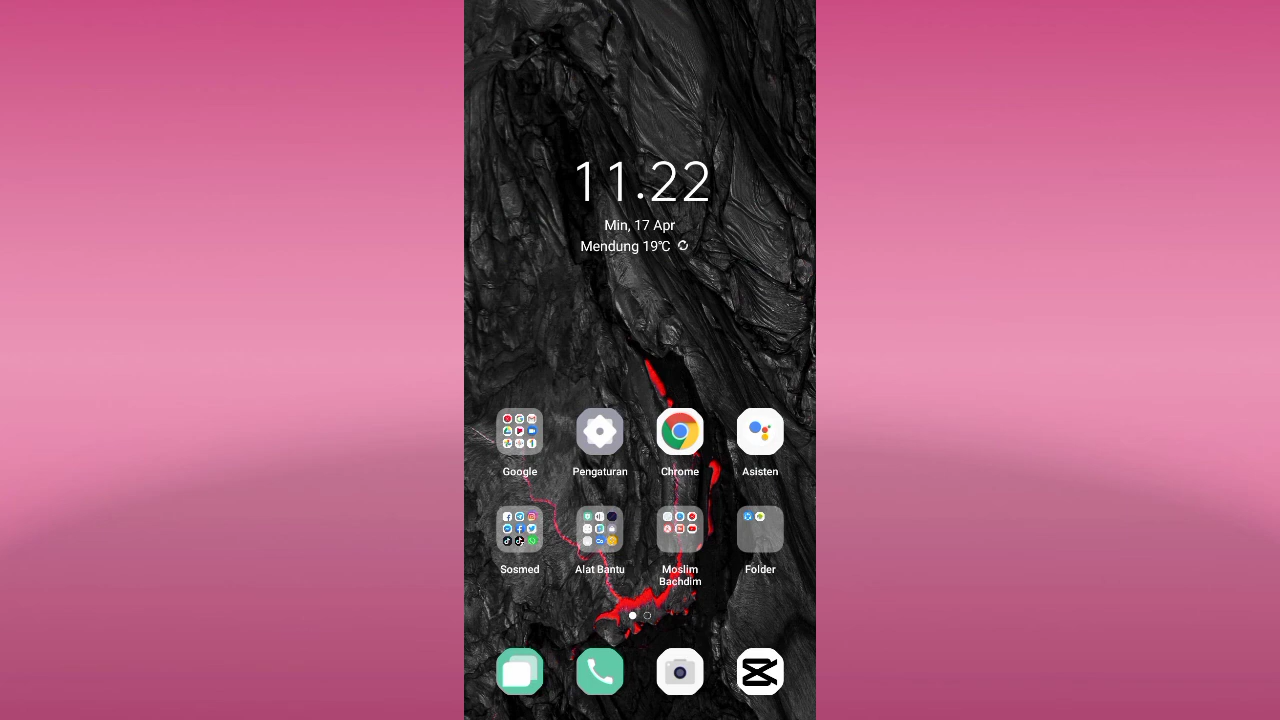 11.22
Min, 17 Apr
Mendung 19℃
Google
Pengaturan
Chrome
Asisten
Sosmed
Alat Bantu
Moslim
Bachdim
Folder